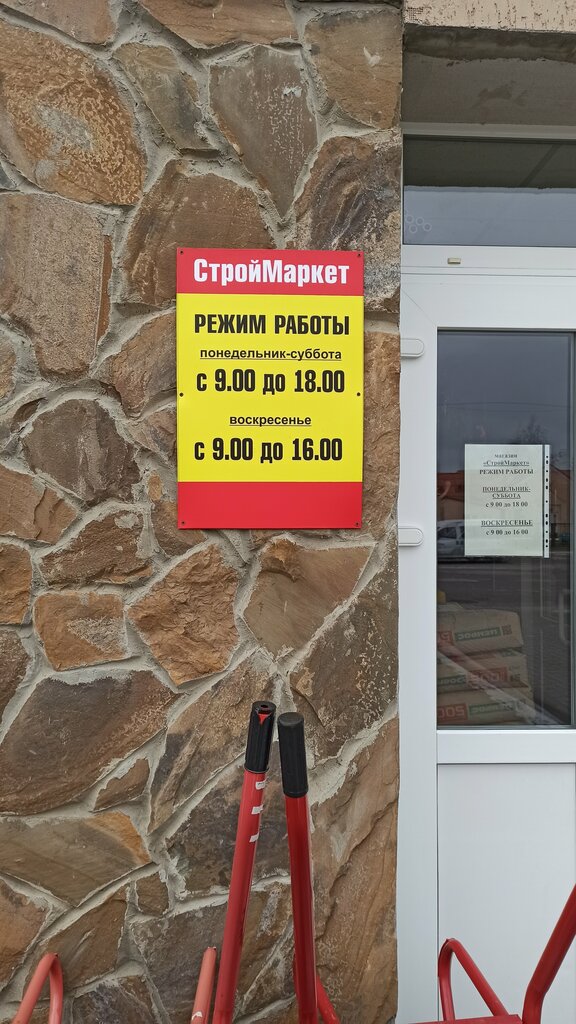 СтройМаркет
РЕЖИМ РАБОТЫ
понедельник-суббота
с 9.00 до 18.00
воскресенье
с 9.00 до 16.00
МАГАЗИН
«СтройМаркет»
РЕЖИМ РАБОТЫ
ПОНЕДЕЛЬНИК-
СУББОТА
с 9 00 до 18 00
ВОСКРЕСЕНЬЕ
с 9 00 до 16 00